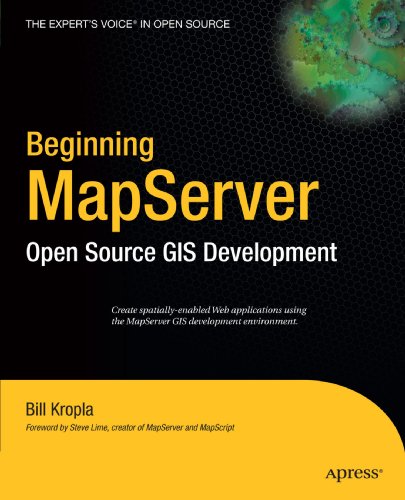 THE EXPERT'S VOICE® IN OPEN SOURCE
Beginning
MapServer
Open Source GIS Development
Create spatially-enabled Web applications using
the MapServer GIS development environment.
Bill Kropla
Foreword by Steve Lime, creator of MapServer and MapScript
Apress®